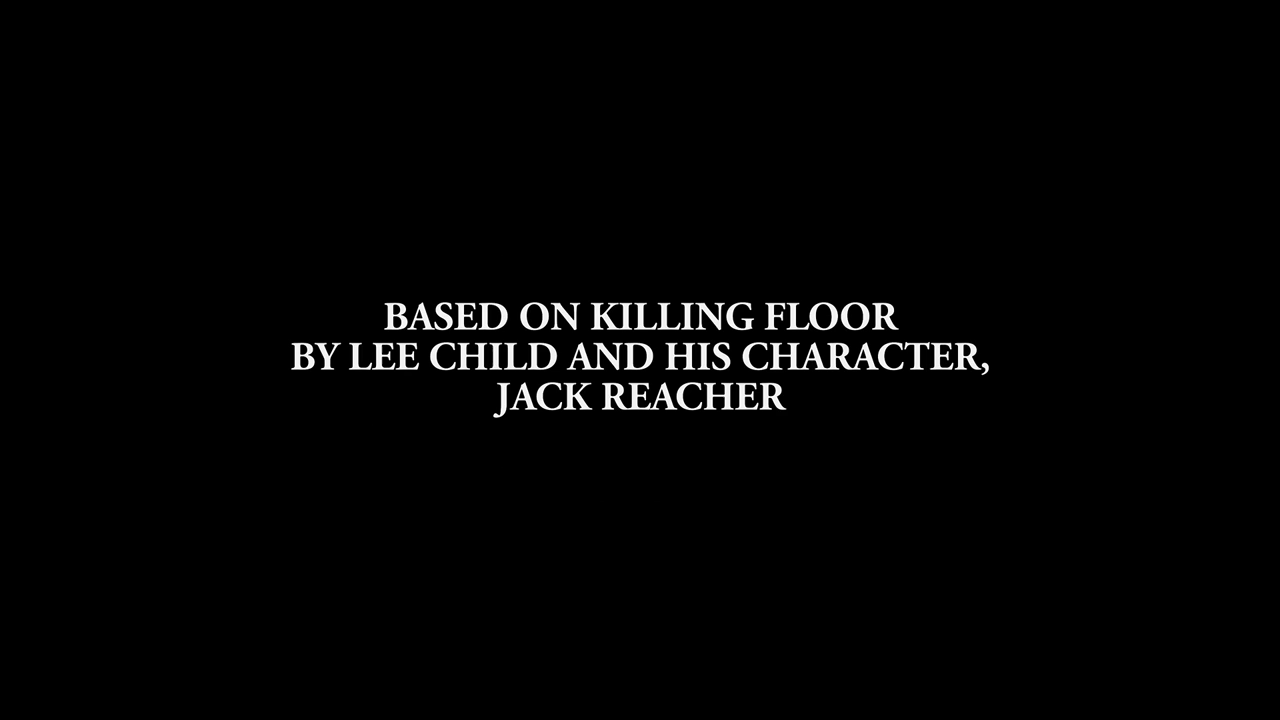 BASED ON KILLING FLOOR
BY LEE CHILD AND HIS CHARACTER,
JACK REACHER